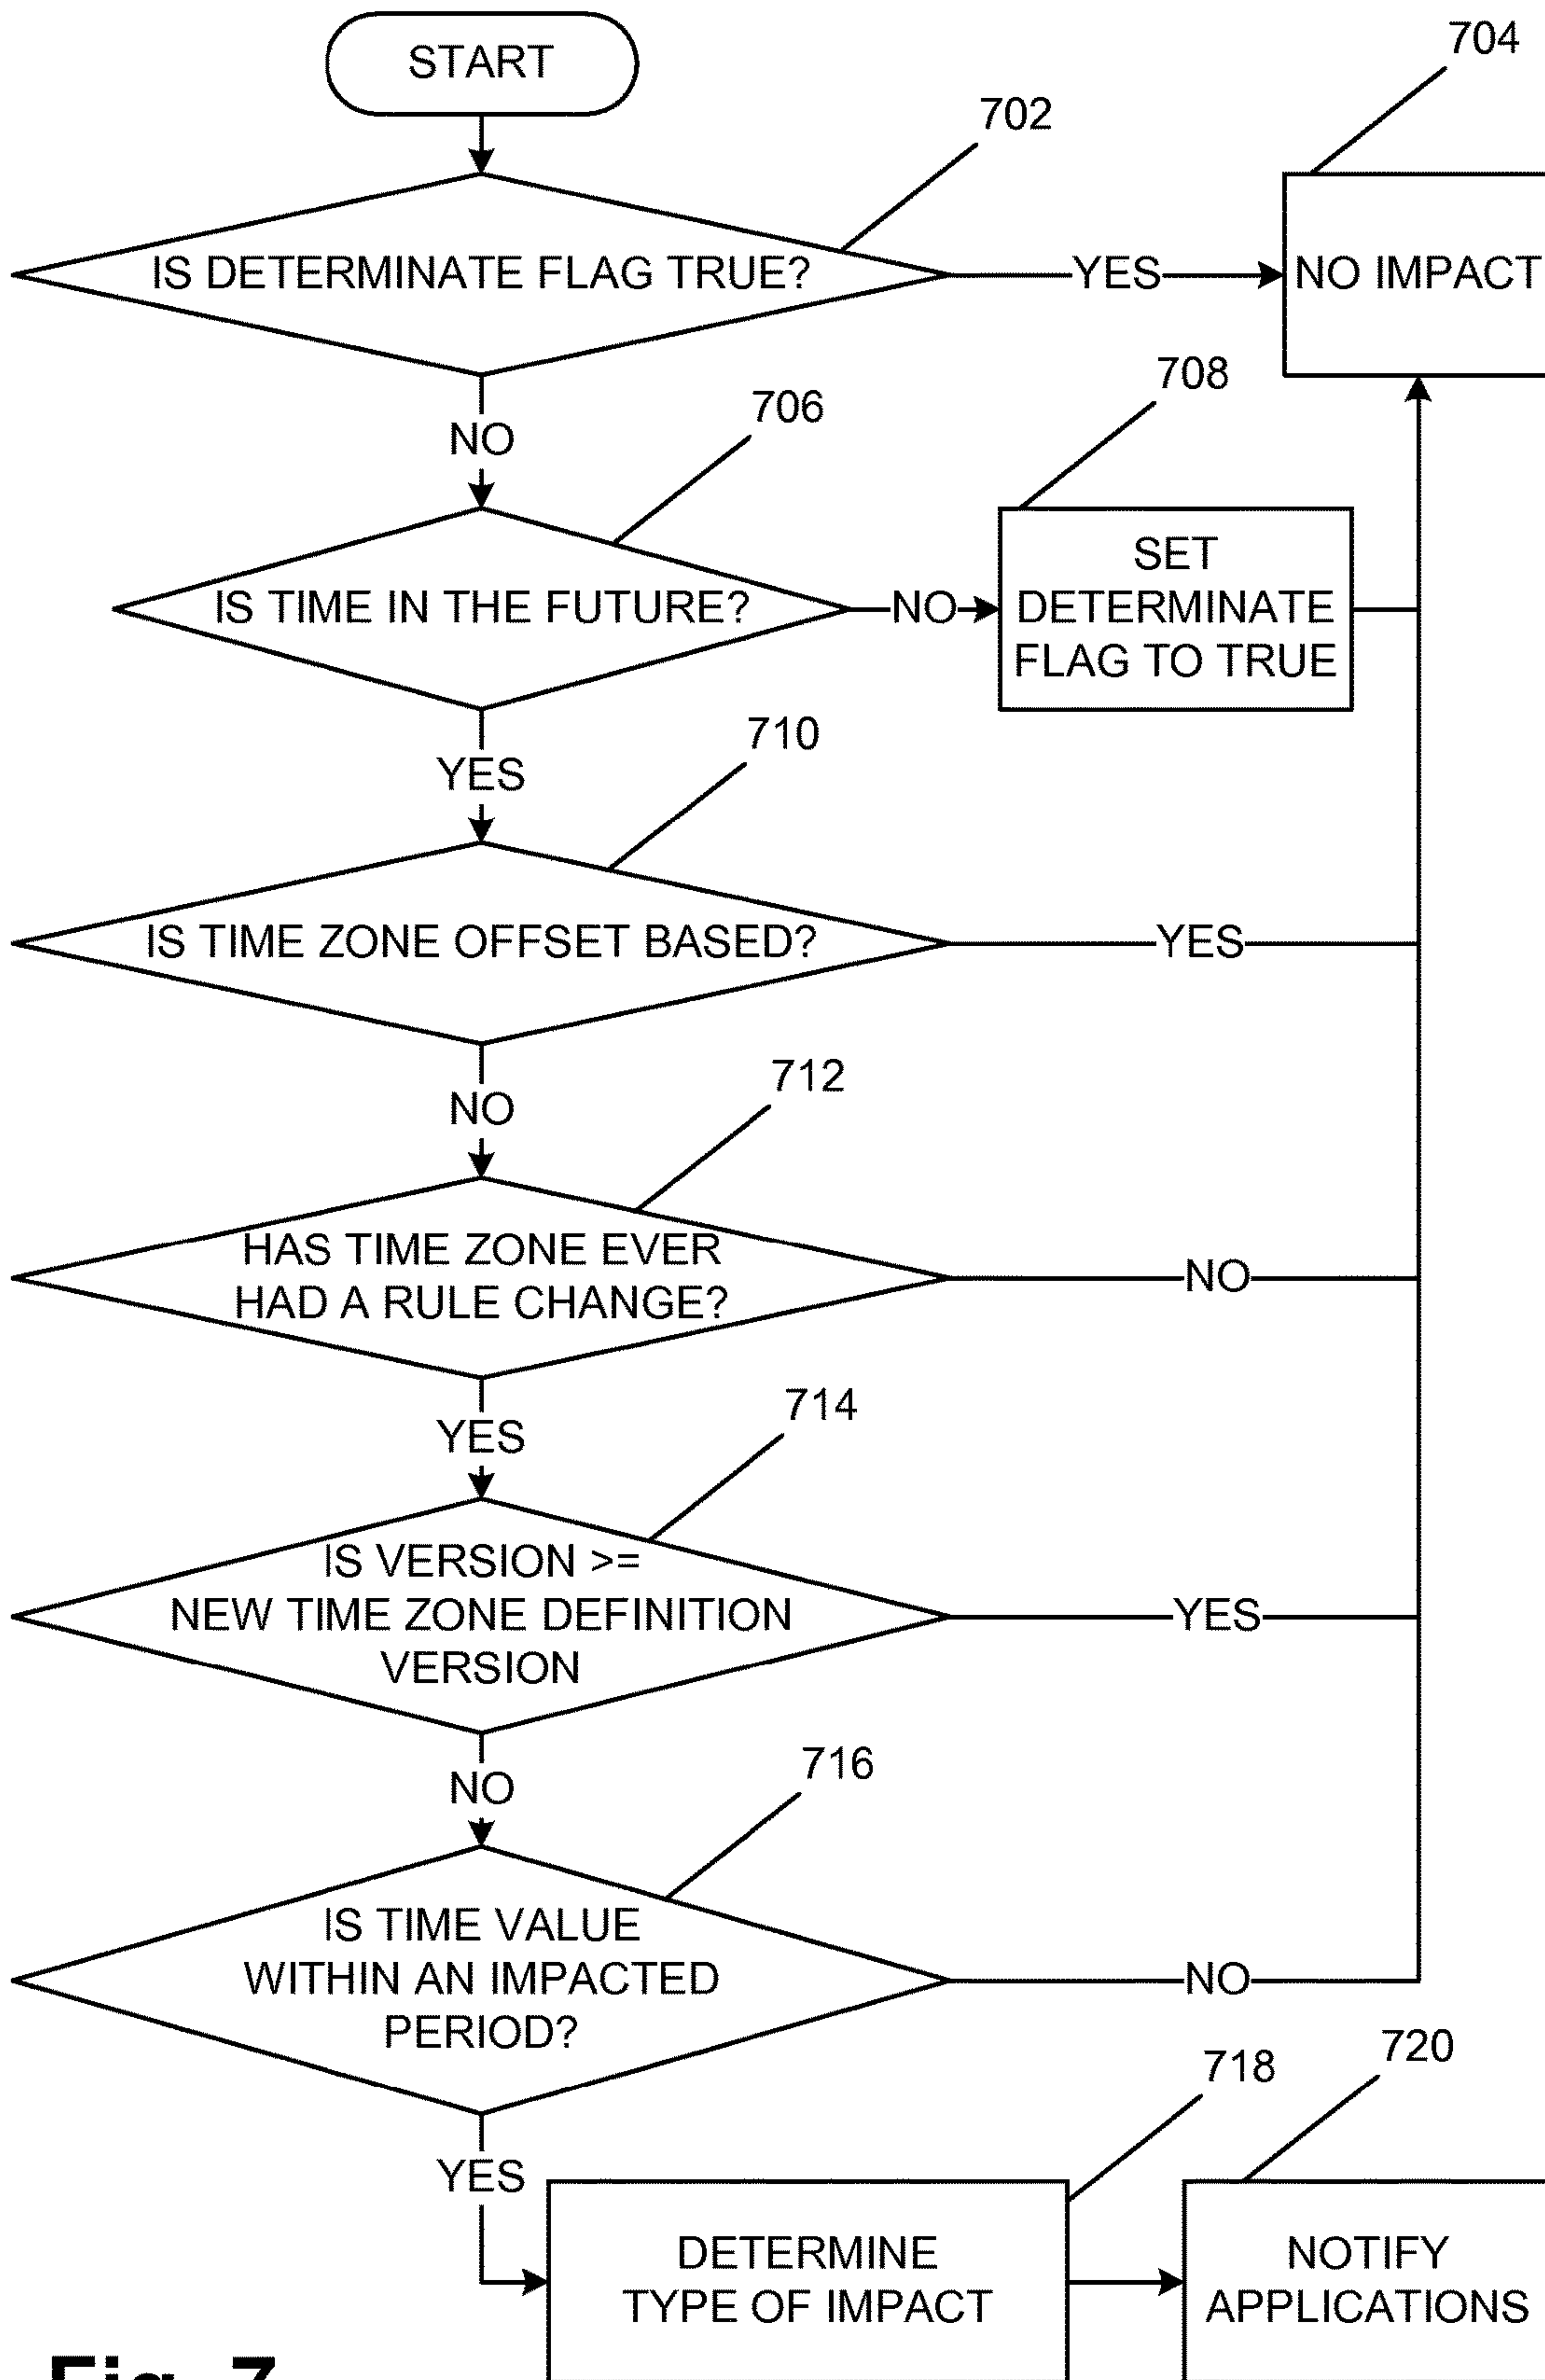 START
704
702
IS DETERMINATE FLAG TRUE?
YES
NO IMPACT
708
706
NO
SET
DETERMINATE
FLAG TO TRUE
IS TIME IN THE FUTURE?
NO
710
YES
IS TIME ZONE OFFSET BASED?
YES
712
NO
HAS TIME ZONE EVER
HAD A RULE CHANGE?
NO
714
YES
IS VERSION >=
NEW TIME ZONE DEFINITION
VERSION
YES
716
NO
IS TIME VALUE
WITHIN AN IMPACTED
PERIOD?
NO
720
718
YES
DETERMINE
TYPE OF IMPACT
NOTIFY
APPLICATIONS
Fig. 7